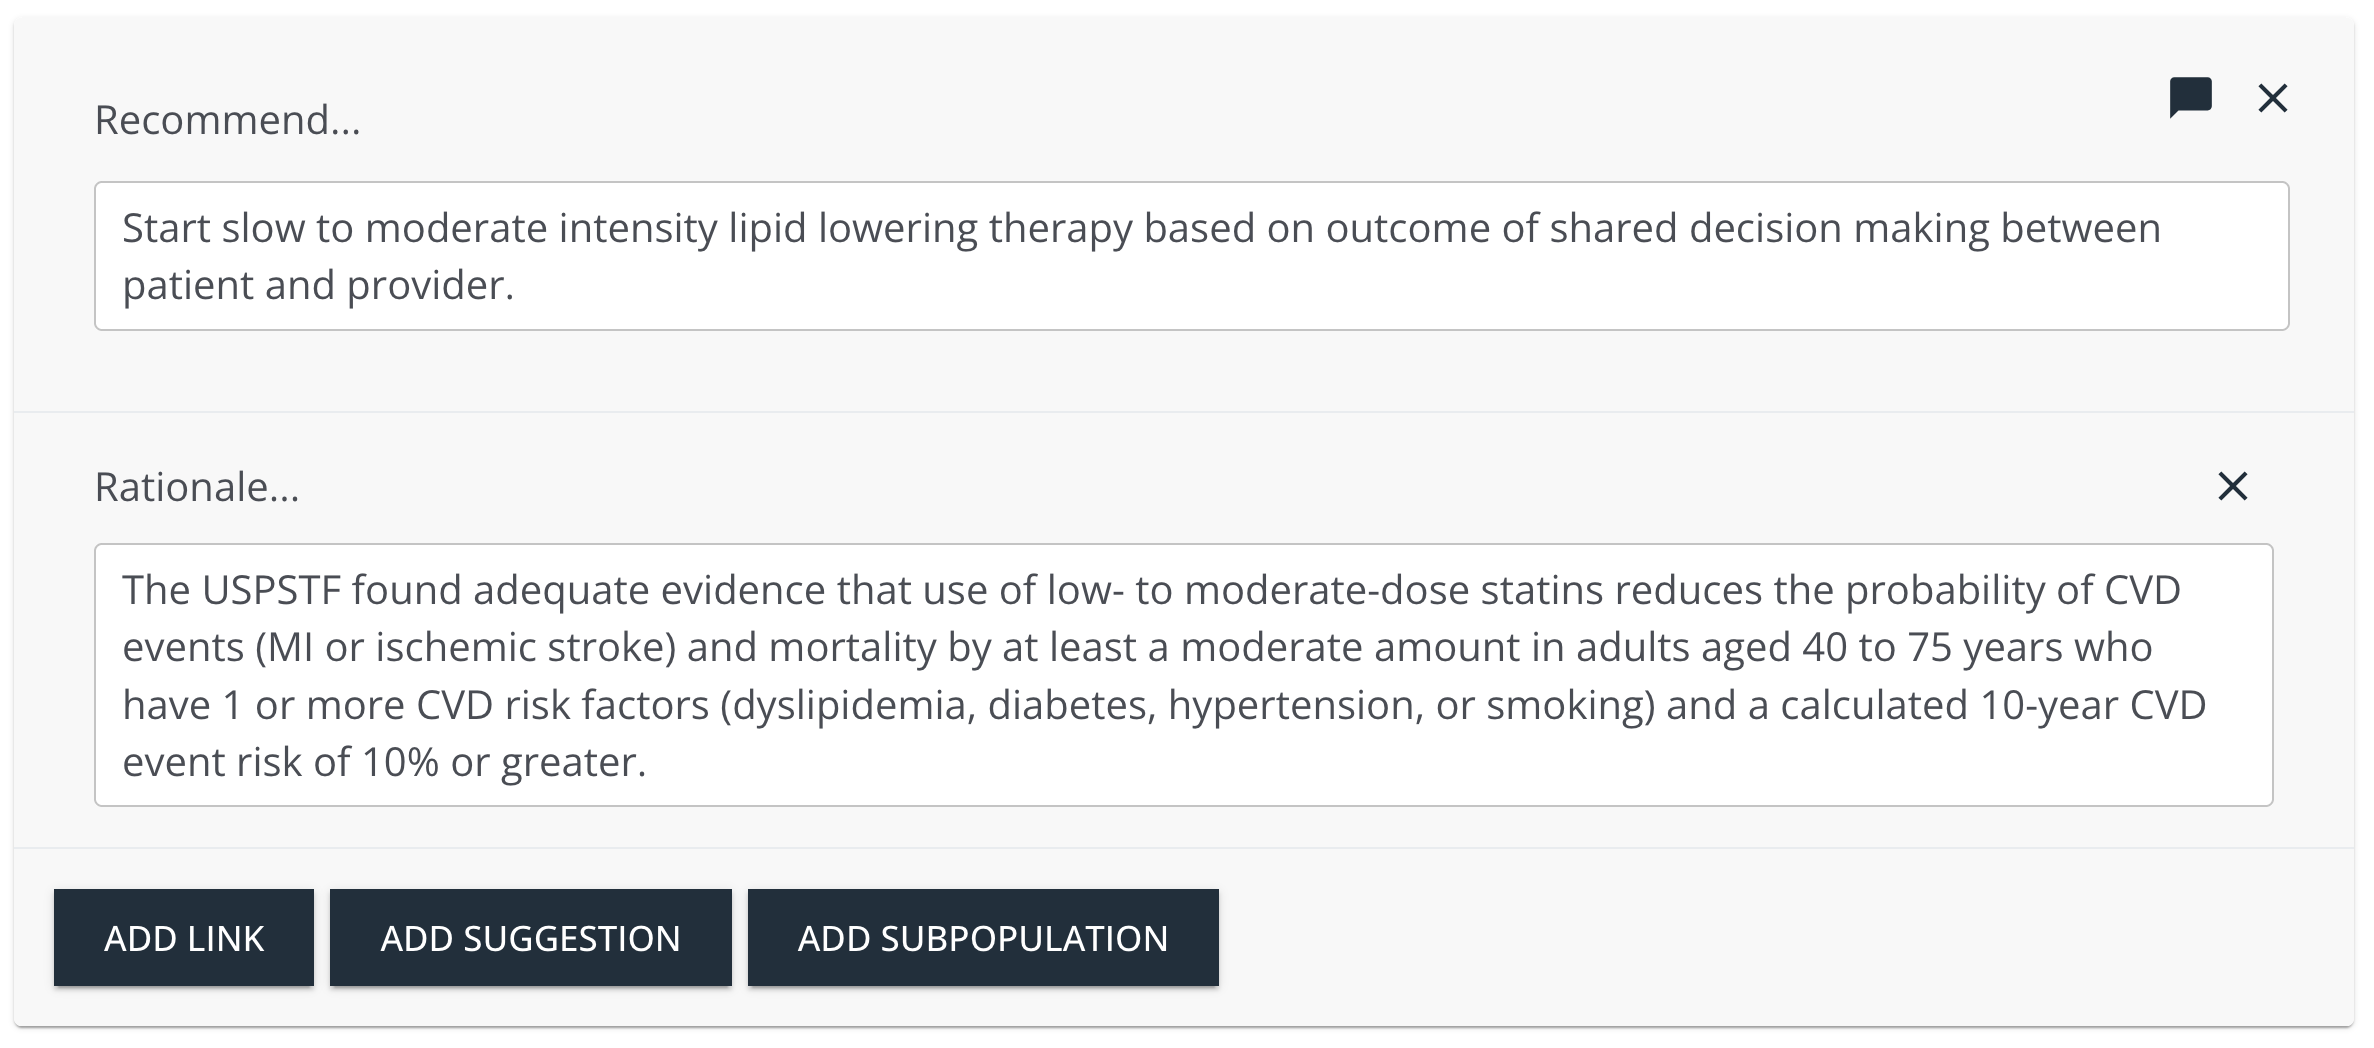 Recommend...
Start slow to moderate intensity lipid lowering therapy based on outcome of shared decision making between
patient and provider.
Rationale...
The USPSTF found adequate evidence that use of low- to moderate-dose statins reduces the probability of CVD
events (MI or ischemic stroke) and mortality by at least a moderate amount in adults aged 40 to 75 years who
have 1 or more CVD risk factors (dyslipidemia, diabetes, hypertension, or smoking) and a calculated 10-year CVD
event risk of 10% or greater.
ADD LINK
ADD SUGGESTION
ADD SUBPOPULATION